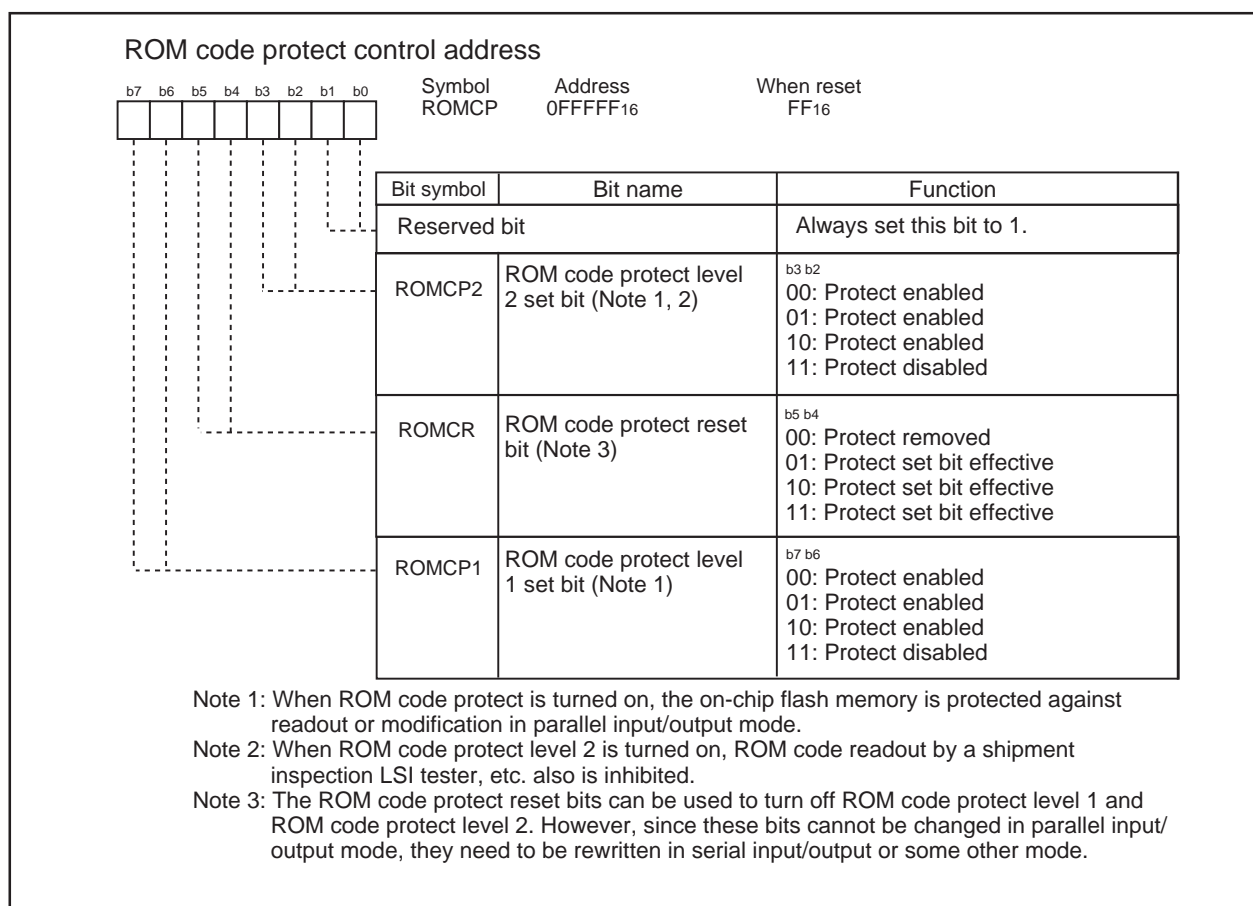 ROM code protect control address
Symbol Address When reset
b7 b6 b5 b4 b3 b2 b1 b0
ROMCP 0FFFFF16 FF16
Bit symbol Bit name Function
Reserved bit Always set this bit to 1.
ROMCP2 ROM code protect level
2 set bit (Note 1, 2)
b3 b2
00: Protect enabled
01: Protect enabled
10: Protect enabled
11: Protect disabled
ROMCR ROM code protect reset
bit (Note 3)
b5 b4
00: Protect removed
01: Protect set bit effective
10: Protect set bit effective
11: Protect set bit effective
ROMCP1 ROM code protect level
1 set bit (Note 1)
b7 b6
00: Protect enabled
01: Protect enabled
10: Protect enabled
11: Protect disabled
Note 1: When ROM code protect is turned on, the on-chip flash memory is protected against
readout or modification in parallel input/output mode.
Note 2: When ROM code protect level 2 is turned on, ROM code readout by a shipment
inspection LSI tester, etc. also is inhibited.
Note 3: The ROM code protect reset bits can be used to turn off ROM code protect level 1 and
ROM code protect level 2. However, since these bits cannot be changed in parallel input/
output mode, they need to be rewritten in serial input/output or some other mode.